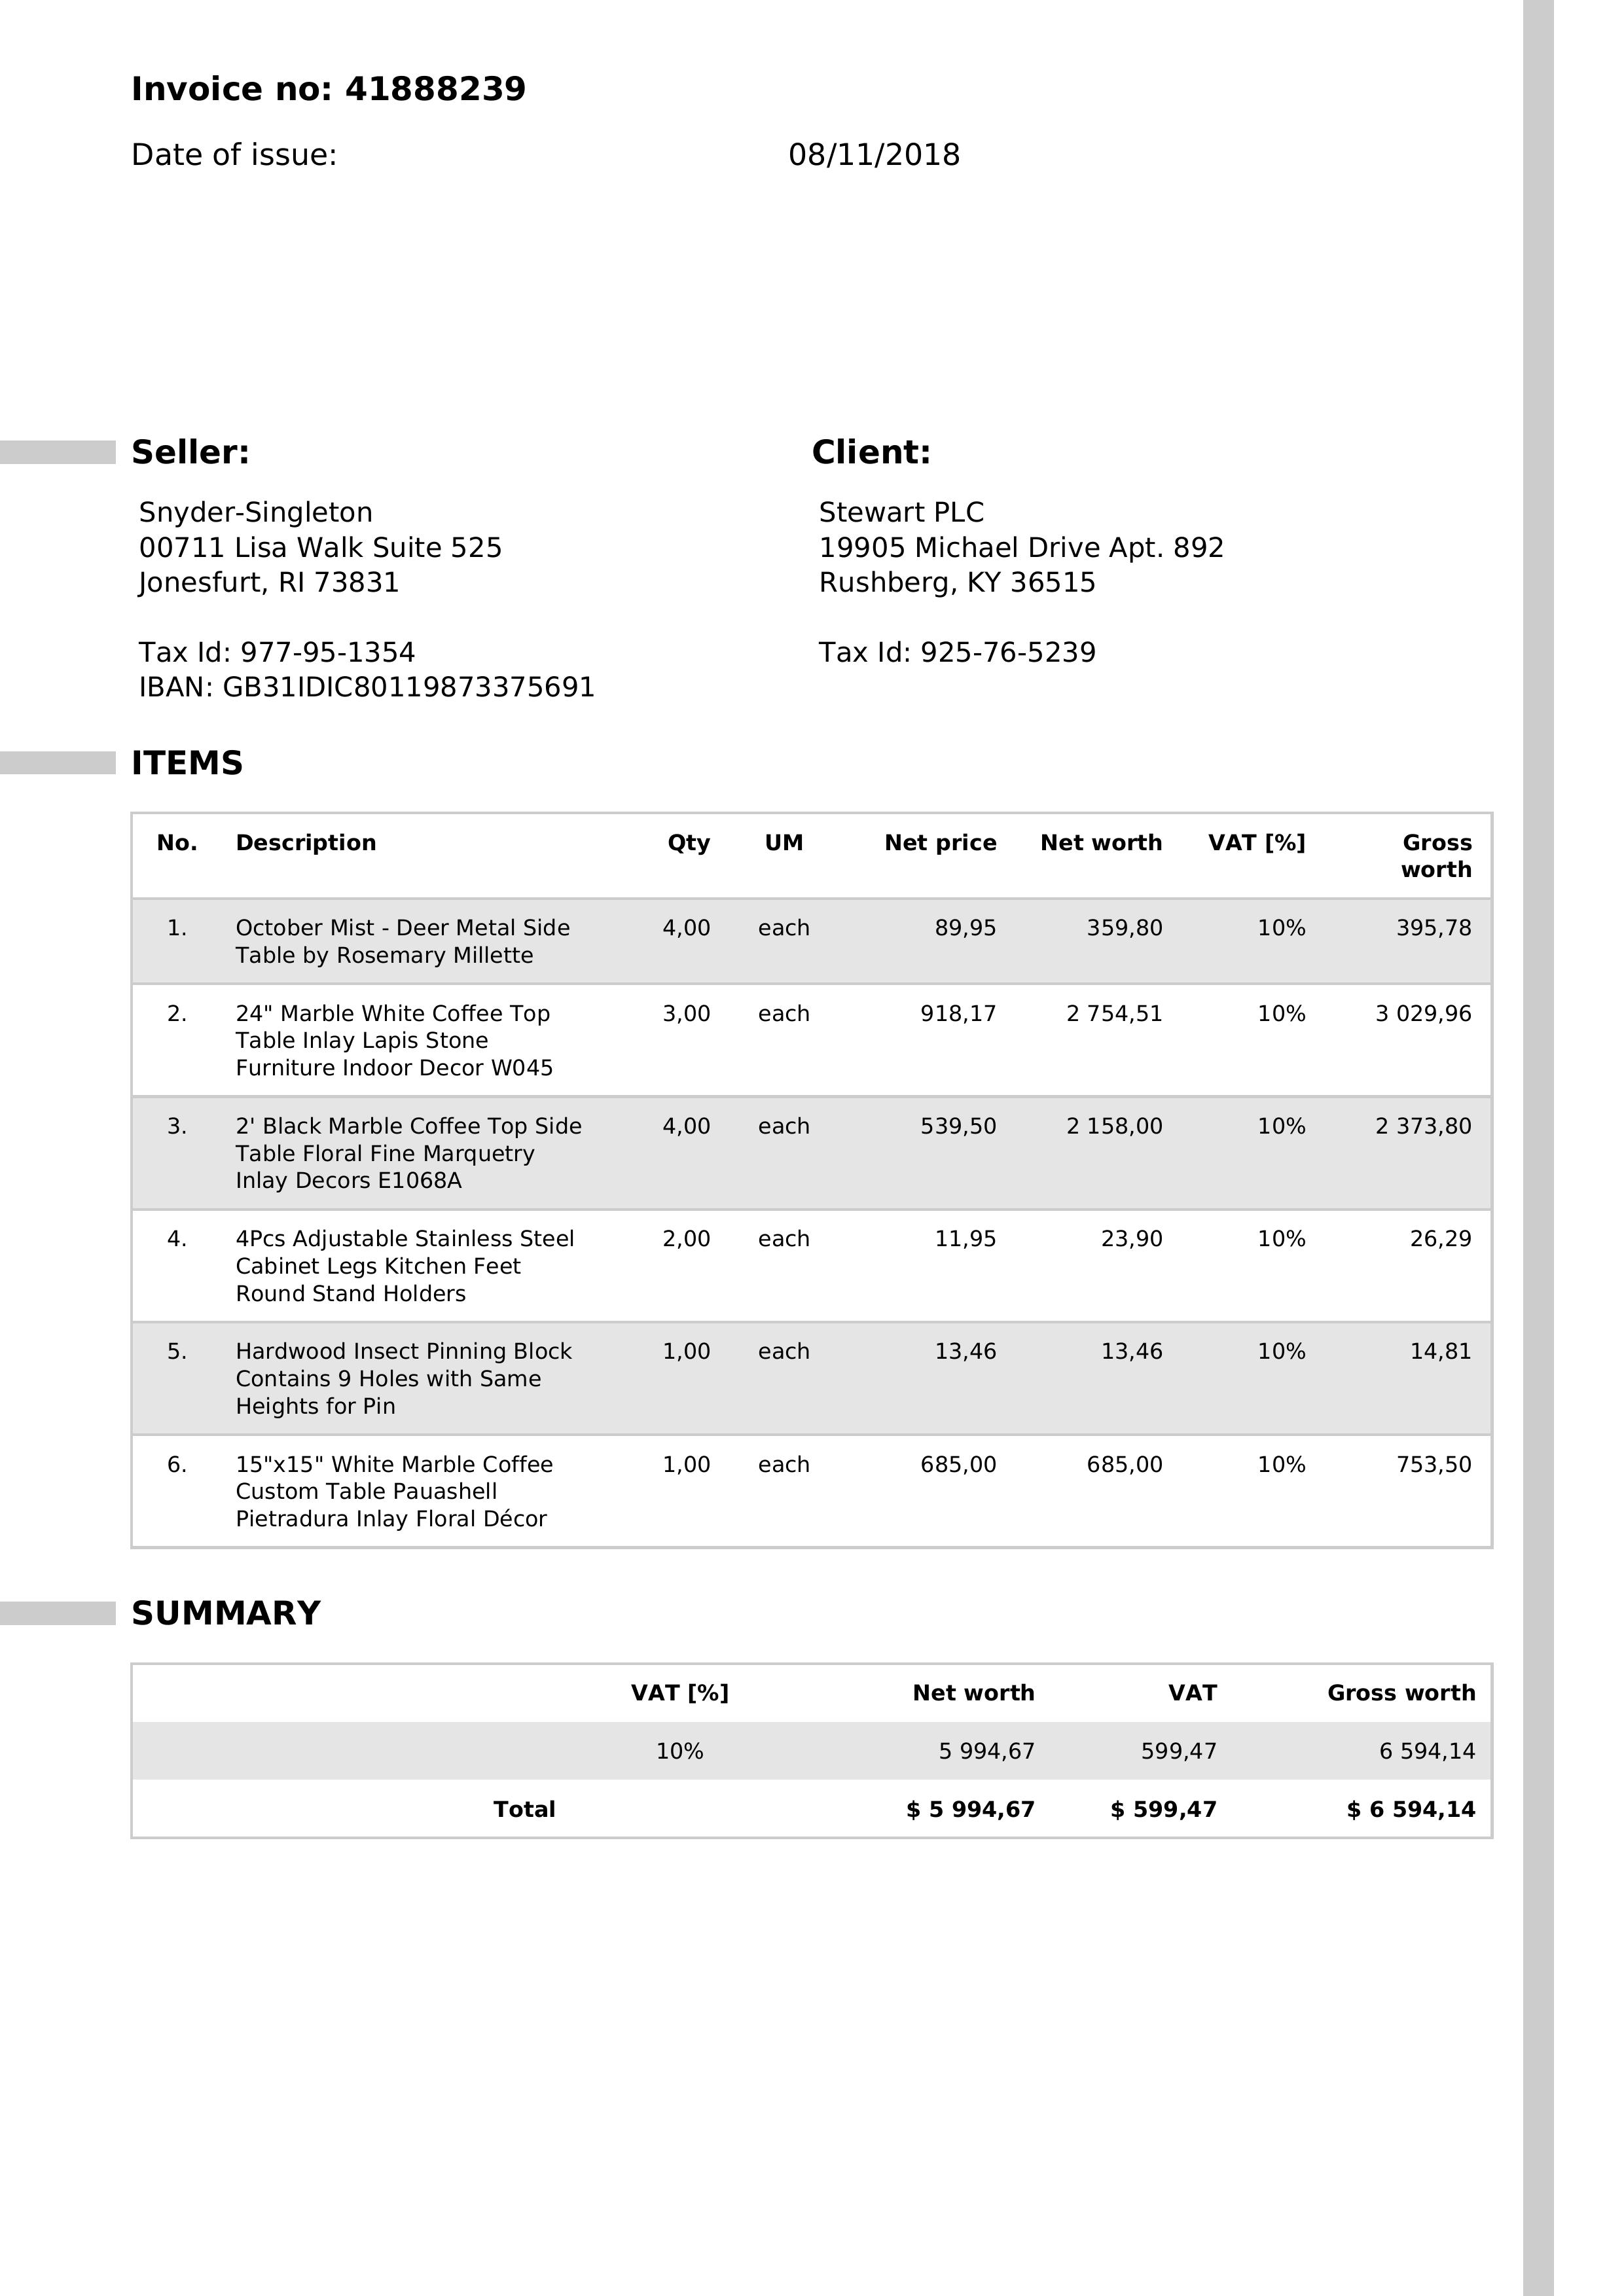 Invoice no: 41888239
Date of issue: 08/11/2018
Seller: Client:
Snyder-Singleton Stewart PLC
00711 Lisa Walk Suite 525 19905 Michael Drive Apt. 892
Jonesfurt, RI 73831 Rushberg, KY 36515
Tax Id: 977-95-1354 Tax Id: 925-76-5239
IBAN: GB31IDIC80119873375691
ITEMS
No. Description Qty UM Net price Net worth VAT [%] Gross
worth
1. October Mist - Deer Metal Side 4,00 each 89,95 359,80 10% 395,78
Table by Rosemary Millette
2. 24" Marble White Coffee Top 3,00 each 918,17 2 754,51 10% 3 029,96
Table Inlay Lapis Stone
Furniture Indoor Decor W045
3. 2' Black Marble Coffee Top Side 4,00 each 539,50 2 158,00 10% 2 373,80
Table Floral Fine Marquetry
Inlay Decors E1068A
4. 4Pcs Adjustable Stainless Steel 2,00 each 11,95 23,90 10% 26,29
Cabinet Legs Kitchen Feet
Round Stand Holders
5. Hardwood Insect Pinning Block 1,00 each 13,46 13,46 10% 14,81
Contains 9 Holes with Same
Heights for Pin
6. 15"x15" White Marble Coffee 1,00 each 685,00 685,00 10% 753,50
Custom Table Pauashell
Pietradura Inlay Floral Décor
SUMMARY
VAT [%] Net worth VAT Gross worth
10% 5 994,67 599,47 6 594,14
Total $ 5 994,67 $ 599,47 $ 6 594,14